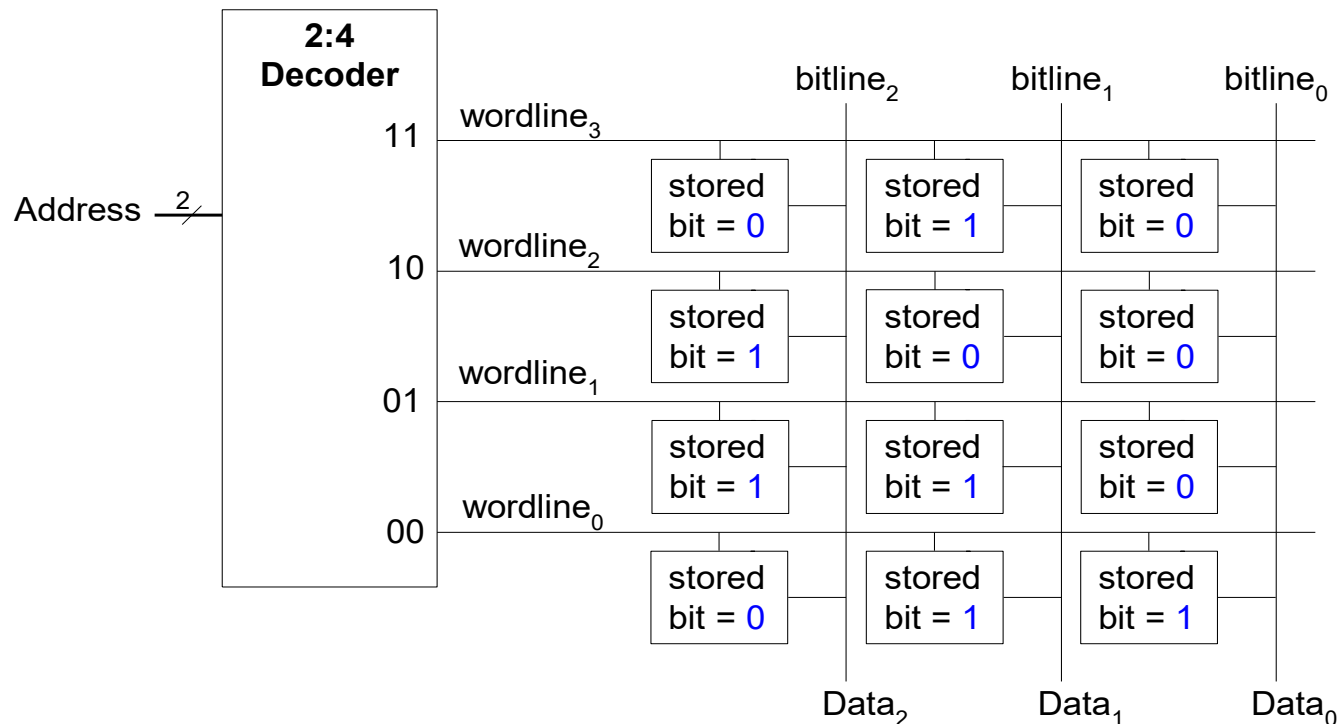 2:4
Decoder
bitline₂ bitline₁ bitline₀
wordline₃
11
stored stored stored
bit = 0 bit = 1 bit = 0
Address 2
wordline₂
10
stored stored stored
bit = 1 bit = 0 bit = 0
wordline₁
01
stored stored stored
bit = 1 bit = 1 bit = 0
wordline₀
00
stored stored stored
bit = 0 bit = 1 bit = 1
Data₂ Data₁ Data₀